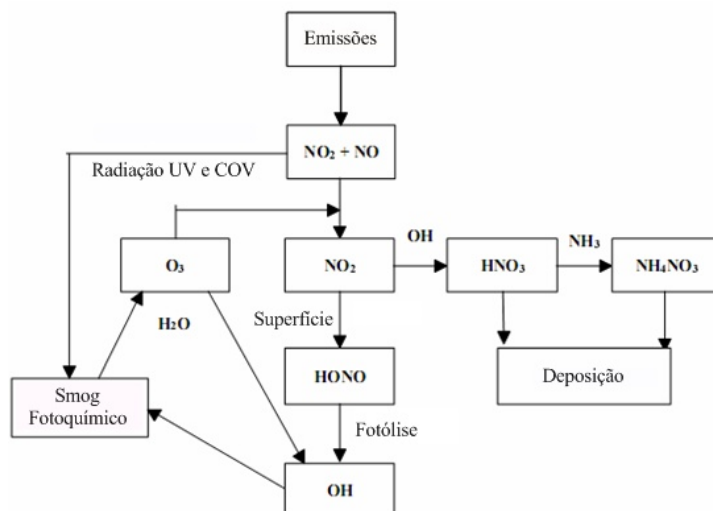 Emissões
NO₂ + NO
Radiação UV e COV
OH
NH₃
O₃
NO₂
HNO₃
NH₄NO₃
H₂O
Superfície
HONO
Deposição
Smog
Fotoquímico
Fotólise
OH